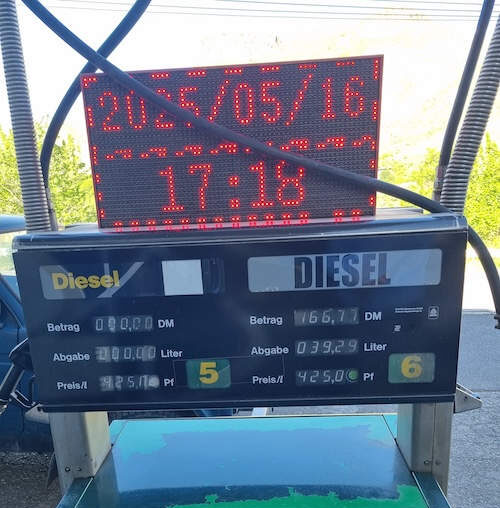 2025/05/16
17:18
Diesel
DIESEL
Betrag 000,00 DM
Betrag 166,77 DM
Abgabe 000,00 Liter
Abgabe 039,29 Liter
Preis/l 425,0 Pf
5
Preis/l 425,0 Pf
6